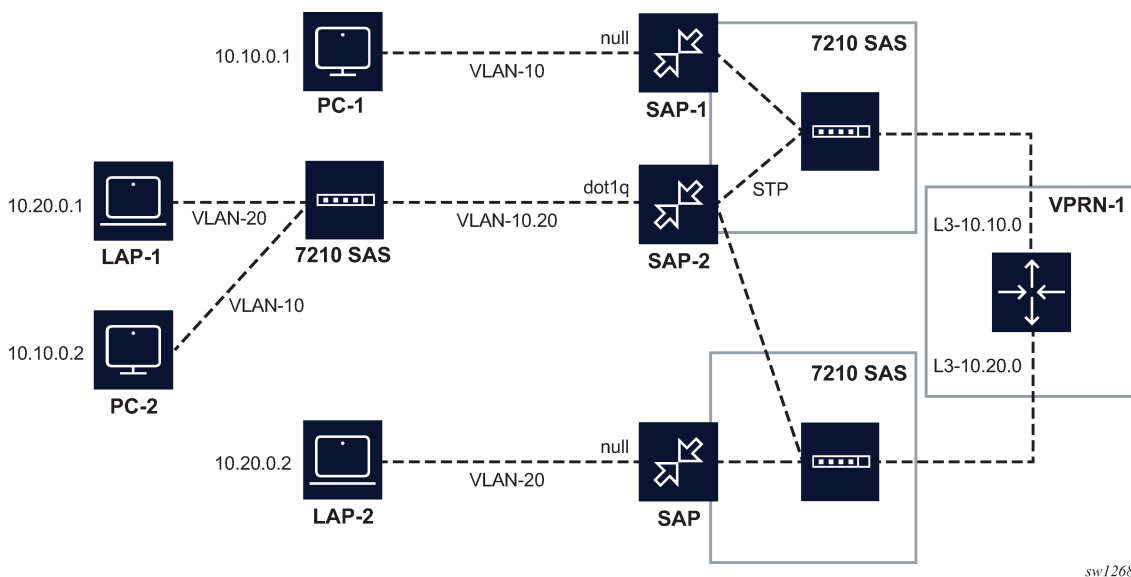 7210 SAS
null
10.10.0.1
VLAN-10
PC-1
SAP-1
dot1q
STP
VPRN-1
10.20.0.1
VLAN-20
VLAN-10.20
L3-10.10.0
LAP-1
7210 SAS
SAP-2
VLAN-10
10.10.0.2
L3-10.20.0
7210 SAS
PC-2
null
10.20.0.2
VLAN-20
LAP-2
SAP